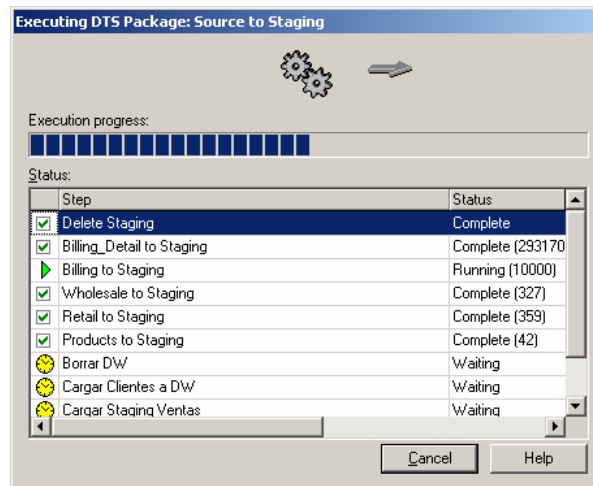 Executing DTS Package: Source to Staging
Execution progress:
Status:
Step Status
Delete Staging Complete
Billing_Detail to Staging Complete (293170
Billing to Staging Running (10000)
Wholesale to Staging Complete (327)
Retail to Staging Complete (359)
Products to Staging Complete (42)
Borrar DW Waiting
Cargar Clientes a DW Waiting
Cargar Staging Ventas Waiting
Cancel Help